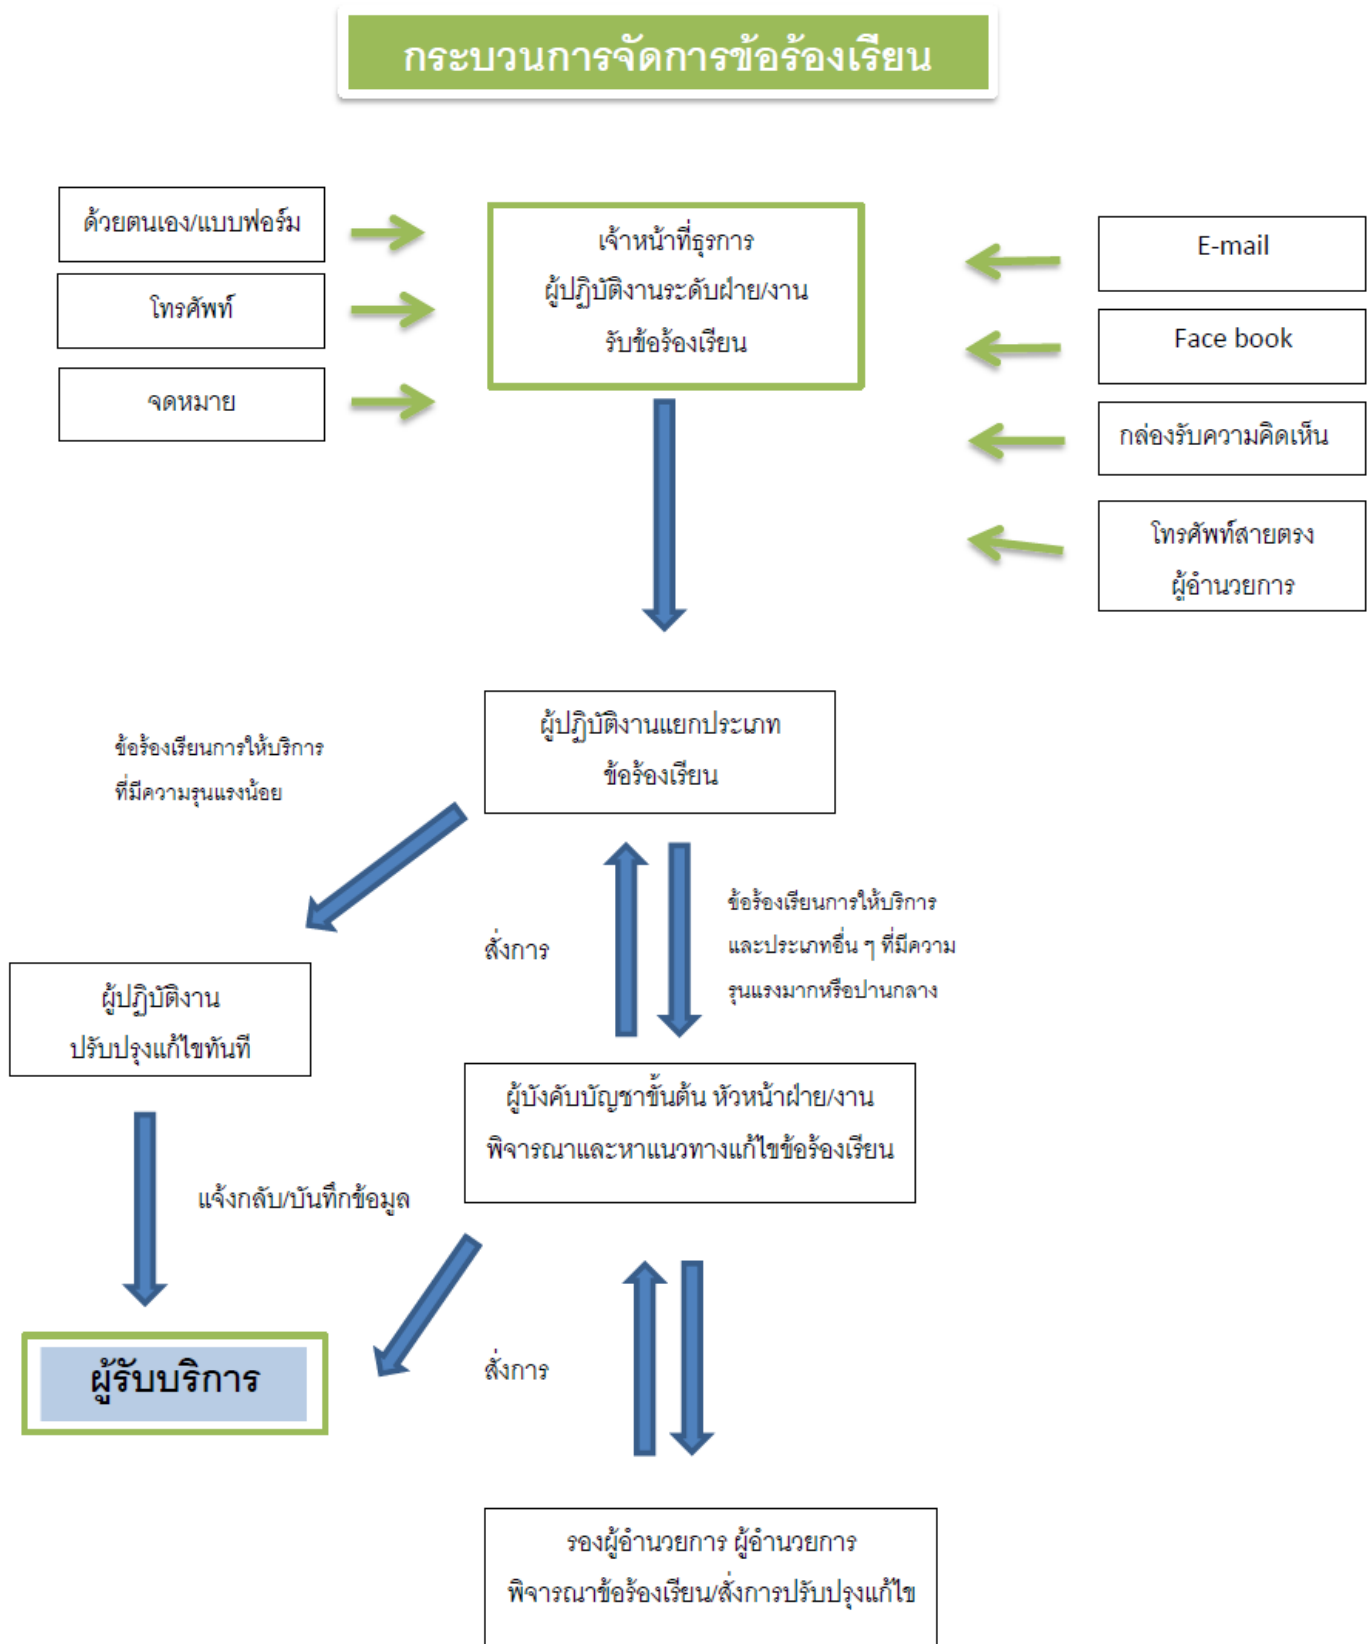 กระบวนการจัดการข้อร้องเรียน
ด้วยตนเอง/แบบฟอร์ม
โทรศัพท์
จดหมาย
เจ้าหน้าที่ธุรการ
ผู้ปฏิบัติงานระดับฝ่าย/งาน
รับข้อร้องเรียน
E-mail
Face book
กล่องรับความคิดเห็น
โทรศัพท์สายตรง
ผู้อำนวยการ
ผู้ปฏิบัติงานแยกประเภท
ข้อร้องเรียน
ข้อร้องเรียนการให้บริการ
ที่มีความรุนแรงน้อย
สั่งการ
ข้อร้องเรียนการให้บริการ
และประเภทอื่น ๆ ที่มีความ
รุนแรงมากหรือปานกลาง
ผู้ปฏิบัติงาน
ปรับปรุงแก้ไขทันที
ผู้บังคับบัญชาขั้นต้น หัวหน้าฝ่าย/งาน
พิจารณาและหาแนวทางแก้ไขข้อร้องเรียน
แจ้งกลับ/บันทึกข้อมูล
ผู้รับบริการ
สั่งการ
รองผู้อำนวยการ ผู้อำนวยการ
พิจารณาข้อร้องเรียน/สั่งการปรับปรุงแก้ไข